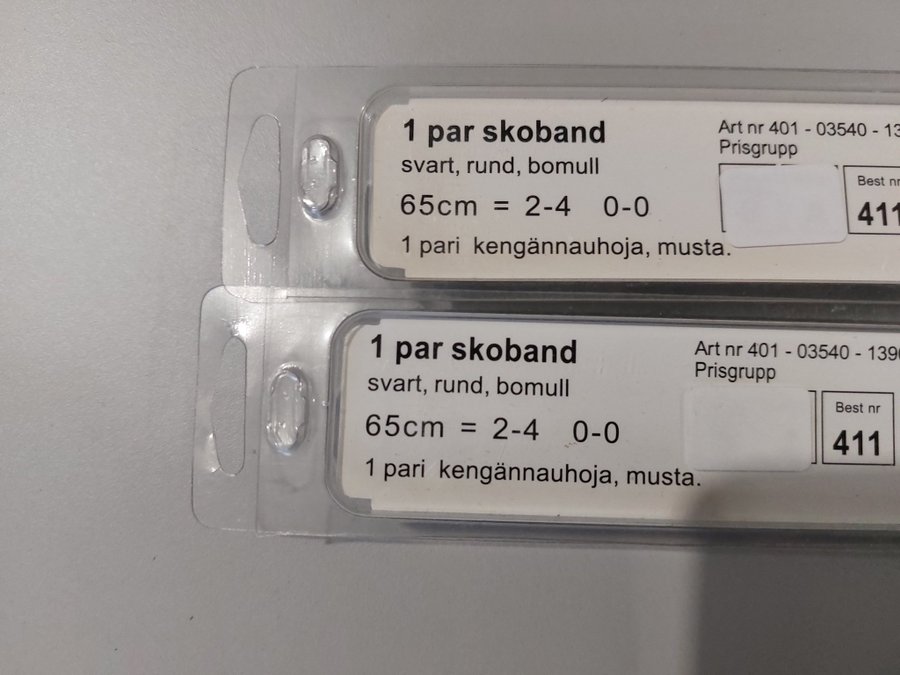 1 par skoband
svart, rund, bomull
65cm = 2-4 0-0
1 pari kengännauhoja, musta.
Art nr 401 - 03540 - 13
Prisgrupp
Best nr
411
1 par skoband
svart, rund, bomull
65cm = 2-4 0-0
1 pari kengännauhoja, musta.
Art nr 401 - 03540 - 139
Prisgrupp
Best nr
411